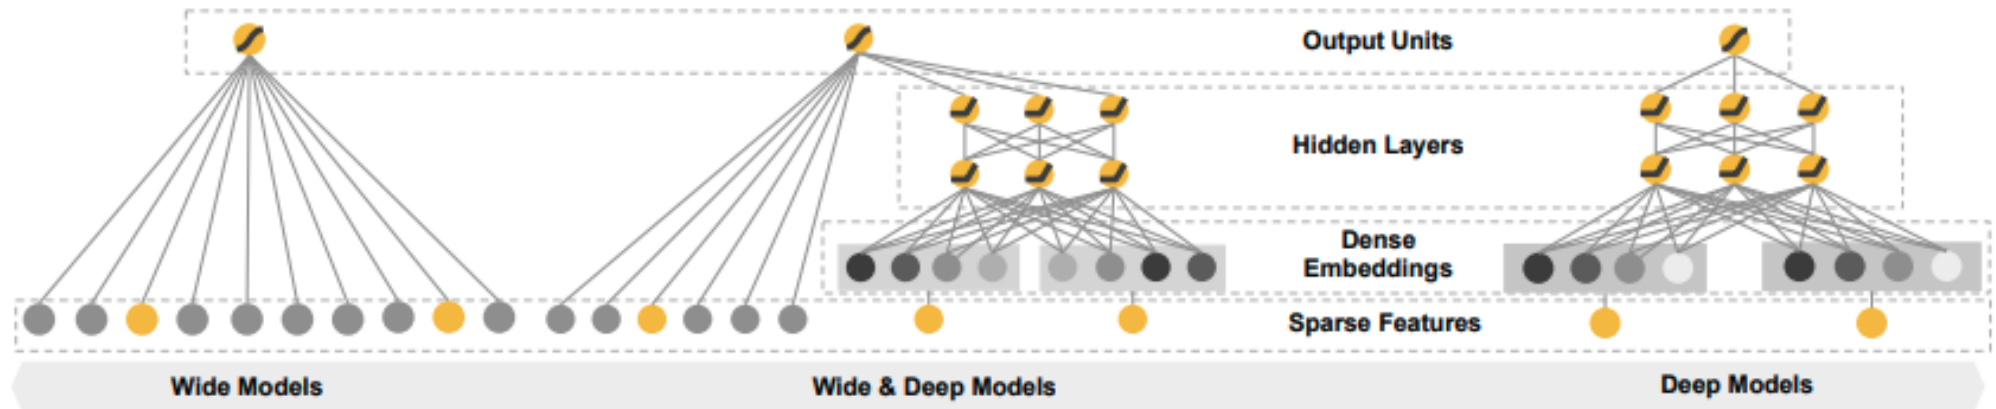 Output Units
Hidden Layers
Dense
Embeddings
Sparse Features
Wide Models
Wide & Deep Models
Deep Models